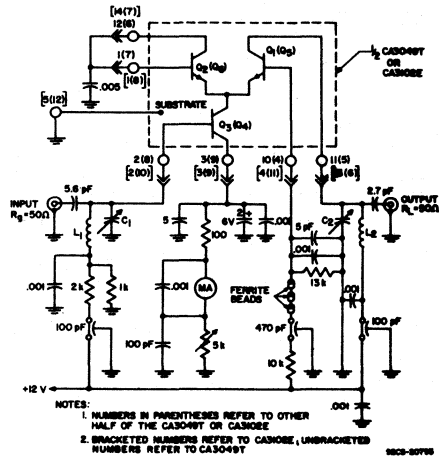 [14(7)
12(6)
1(7)
[1(8)]
.005
[5(12)]
SUBSTRATE
Q2(Q6)
Q1(Q5)
Q3(Q4)
1/2 CA3049T
OR
CA3102E
2(8)
[2(10)]
3(9)
[3(9)]
10(4)
[4(11)]
11(5)
INPUT
Rg=50Ω
5.6 pF
C1
L1
5
100
2
+
6V
.001
5 pF
.001
13k
C2
L2
2.7 pF
OUTPUT
RL=50Ω
.001
2k
1k
100 pF
.001
MA
100 pF
5k
FERRITE
BEADS
470 pF
10k
.001
100 pF
+12 V
.001
NOTES:
1. NUMBERS IN PARENTHESES REFER TO OTHER
HALF OF THE CA3049T OR CA3102E
2. BRACKETED NUMBERS REFER TO CA3102E, UNBRACKETED
NUMBERS REFER TO CA3049T